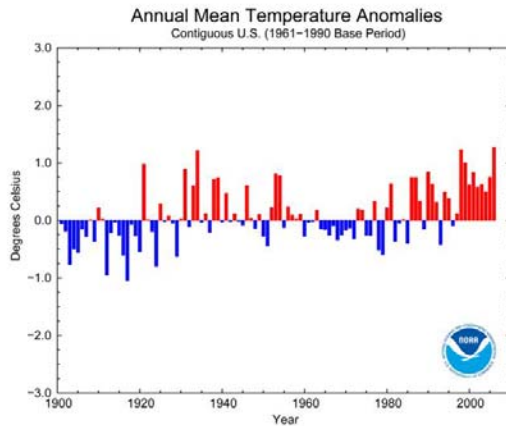 Annual Mean Temperature Anomalies
Contiguous U.S. (1961-1990 Base Period)
3.0
2.0
1.0
0.0
-1.0
-2.0
-3.0
Degrees Celsius
1900
1920
1940
1960
1980
2000
Year
NOAA